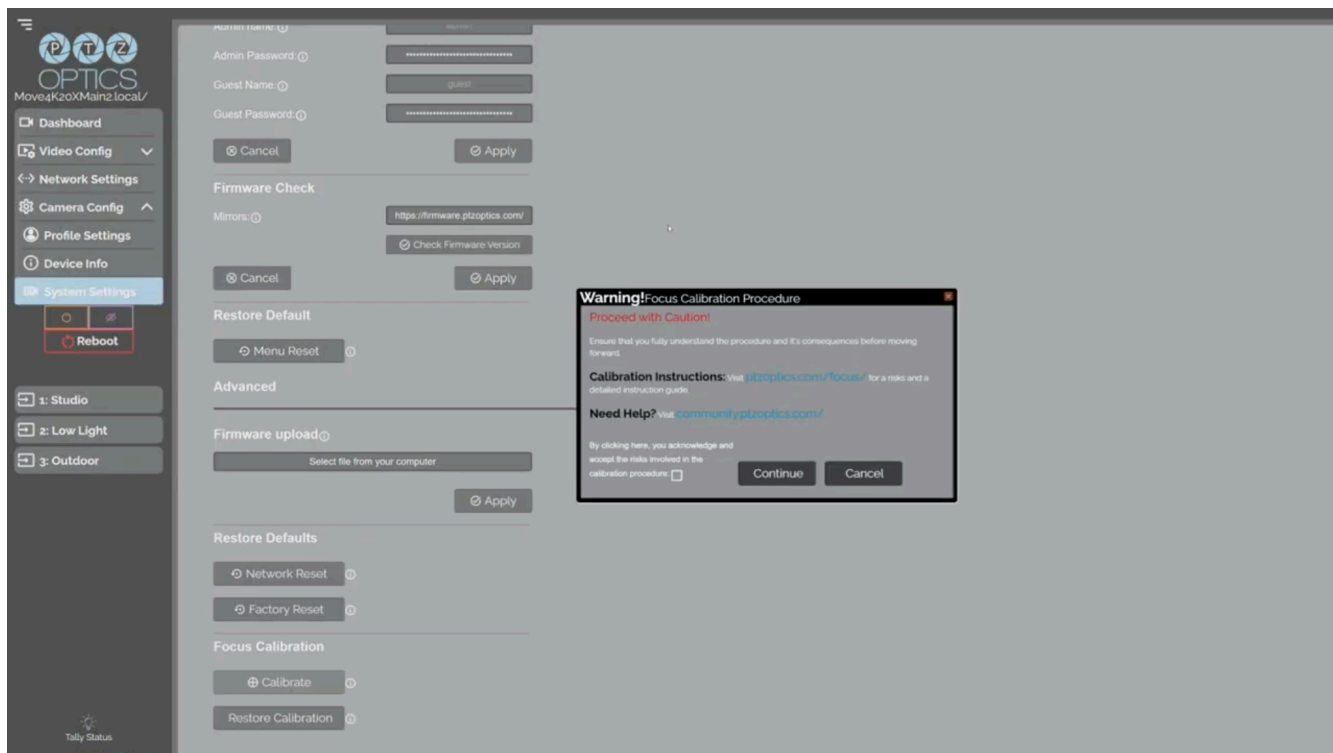 PTZ
OPTICS
Move4K20XMain2.local/
Dashboard
Video Config
Network Settings
Camera Config
Profile Settings
Device Info
System Settings
Reboot
1: Studio
2: Low Light
3: Outdoor
Tally Status
Admin name:
admin
Admin Password:
Guest Name:
guest
Guest Password:
Cancel
Apply
Firmware Check
Mirrors:
https://firmware.ptzoptics.com/
Check Firmware Version
Cancel
Apply
Restore Default
Menu Reset
Advanced
Firmware upload
Select file from your computer
Apply
Restore Defaults
Network Reset
Factory Reset
Focus Calibration
Calibrate
Restore Calibration
Warning!Focus Calibration Procedure
Proceed with Caution!
Ensure that you fully understand the procedure and it's consequences before moving
forward.
Calibration Instructions: Visit ptzoptics.com/focus/ for a risks and a
detailed instruction guide.
Need Help? Visit community.ptzoptics.com/
By clicking here, you acknowledge and
accept the risks involved in the
calibration procedure.
Continue
Cancel